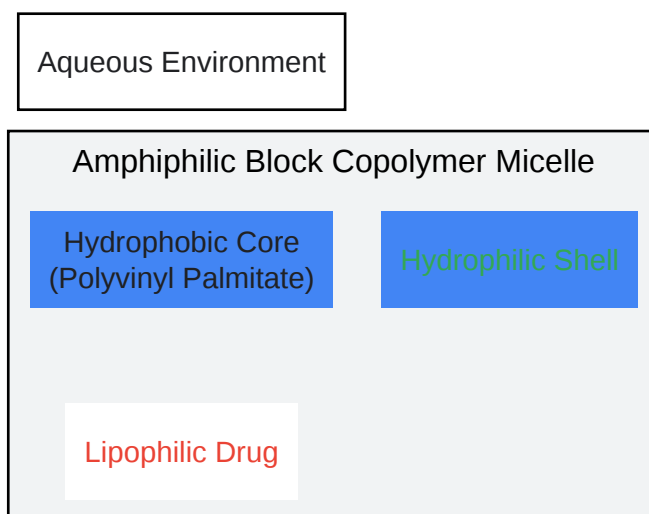 Aqueous Environment
Amphiphilic Block Copolymer Micelle
Hydrophobic Core
(Polyvinyl Palmitate)
Hydrophilic Shell
Lipophilic Drug